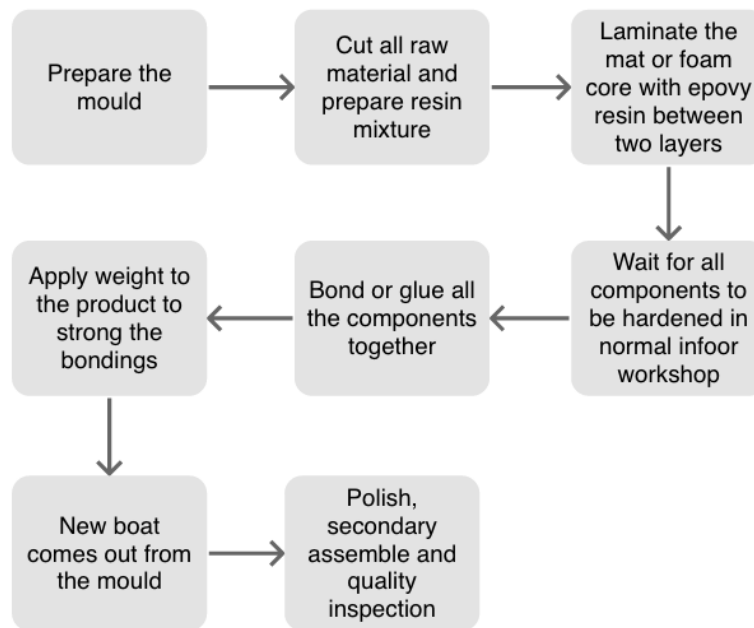 Prepare the
mould
Cut all raw
material and
prepare resin
mixture
Laminate the
mat or foam
core with epovy
resin between
two layers
Wait for all
components to
be hardened in
normal infoor
workshop
Bond or glue all
the components
together
Apply weight to
the product to
strong the
bondings
New boat
comes out from
the mould
Polish,
secondary
assemble and
quality
inspection